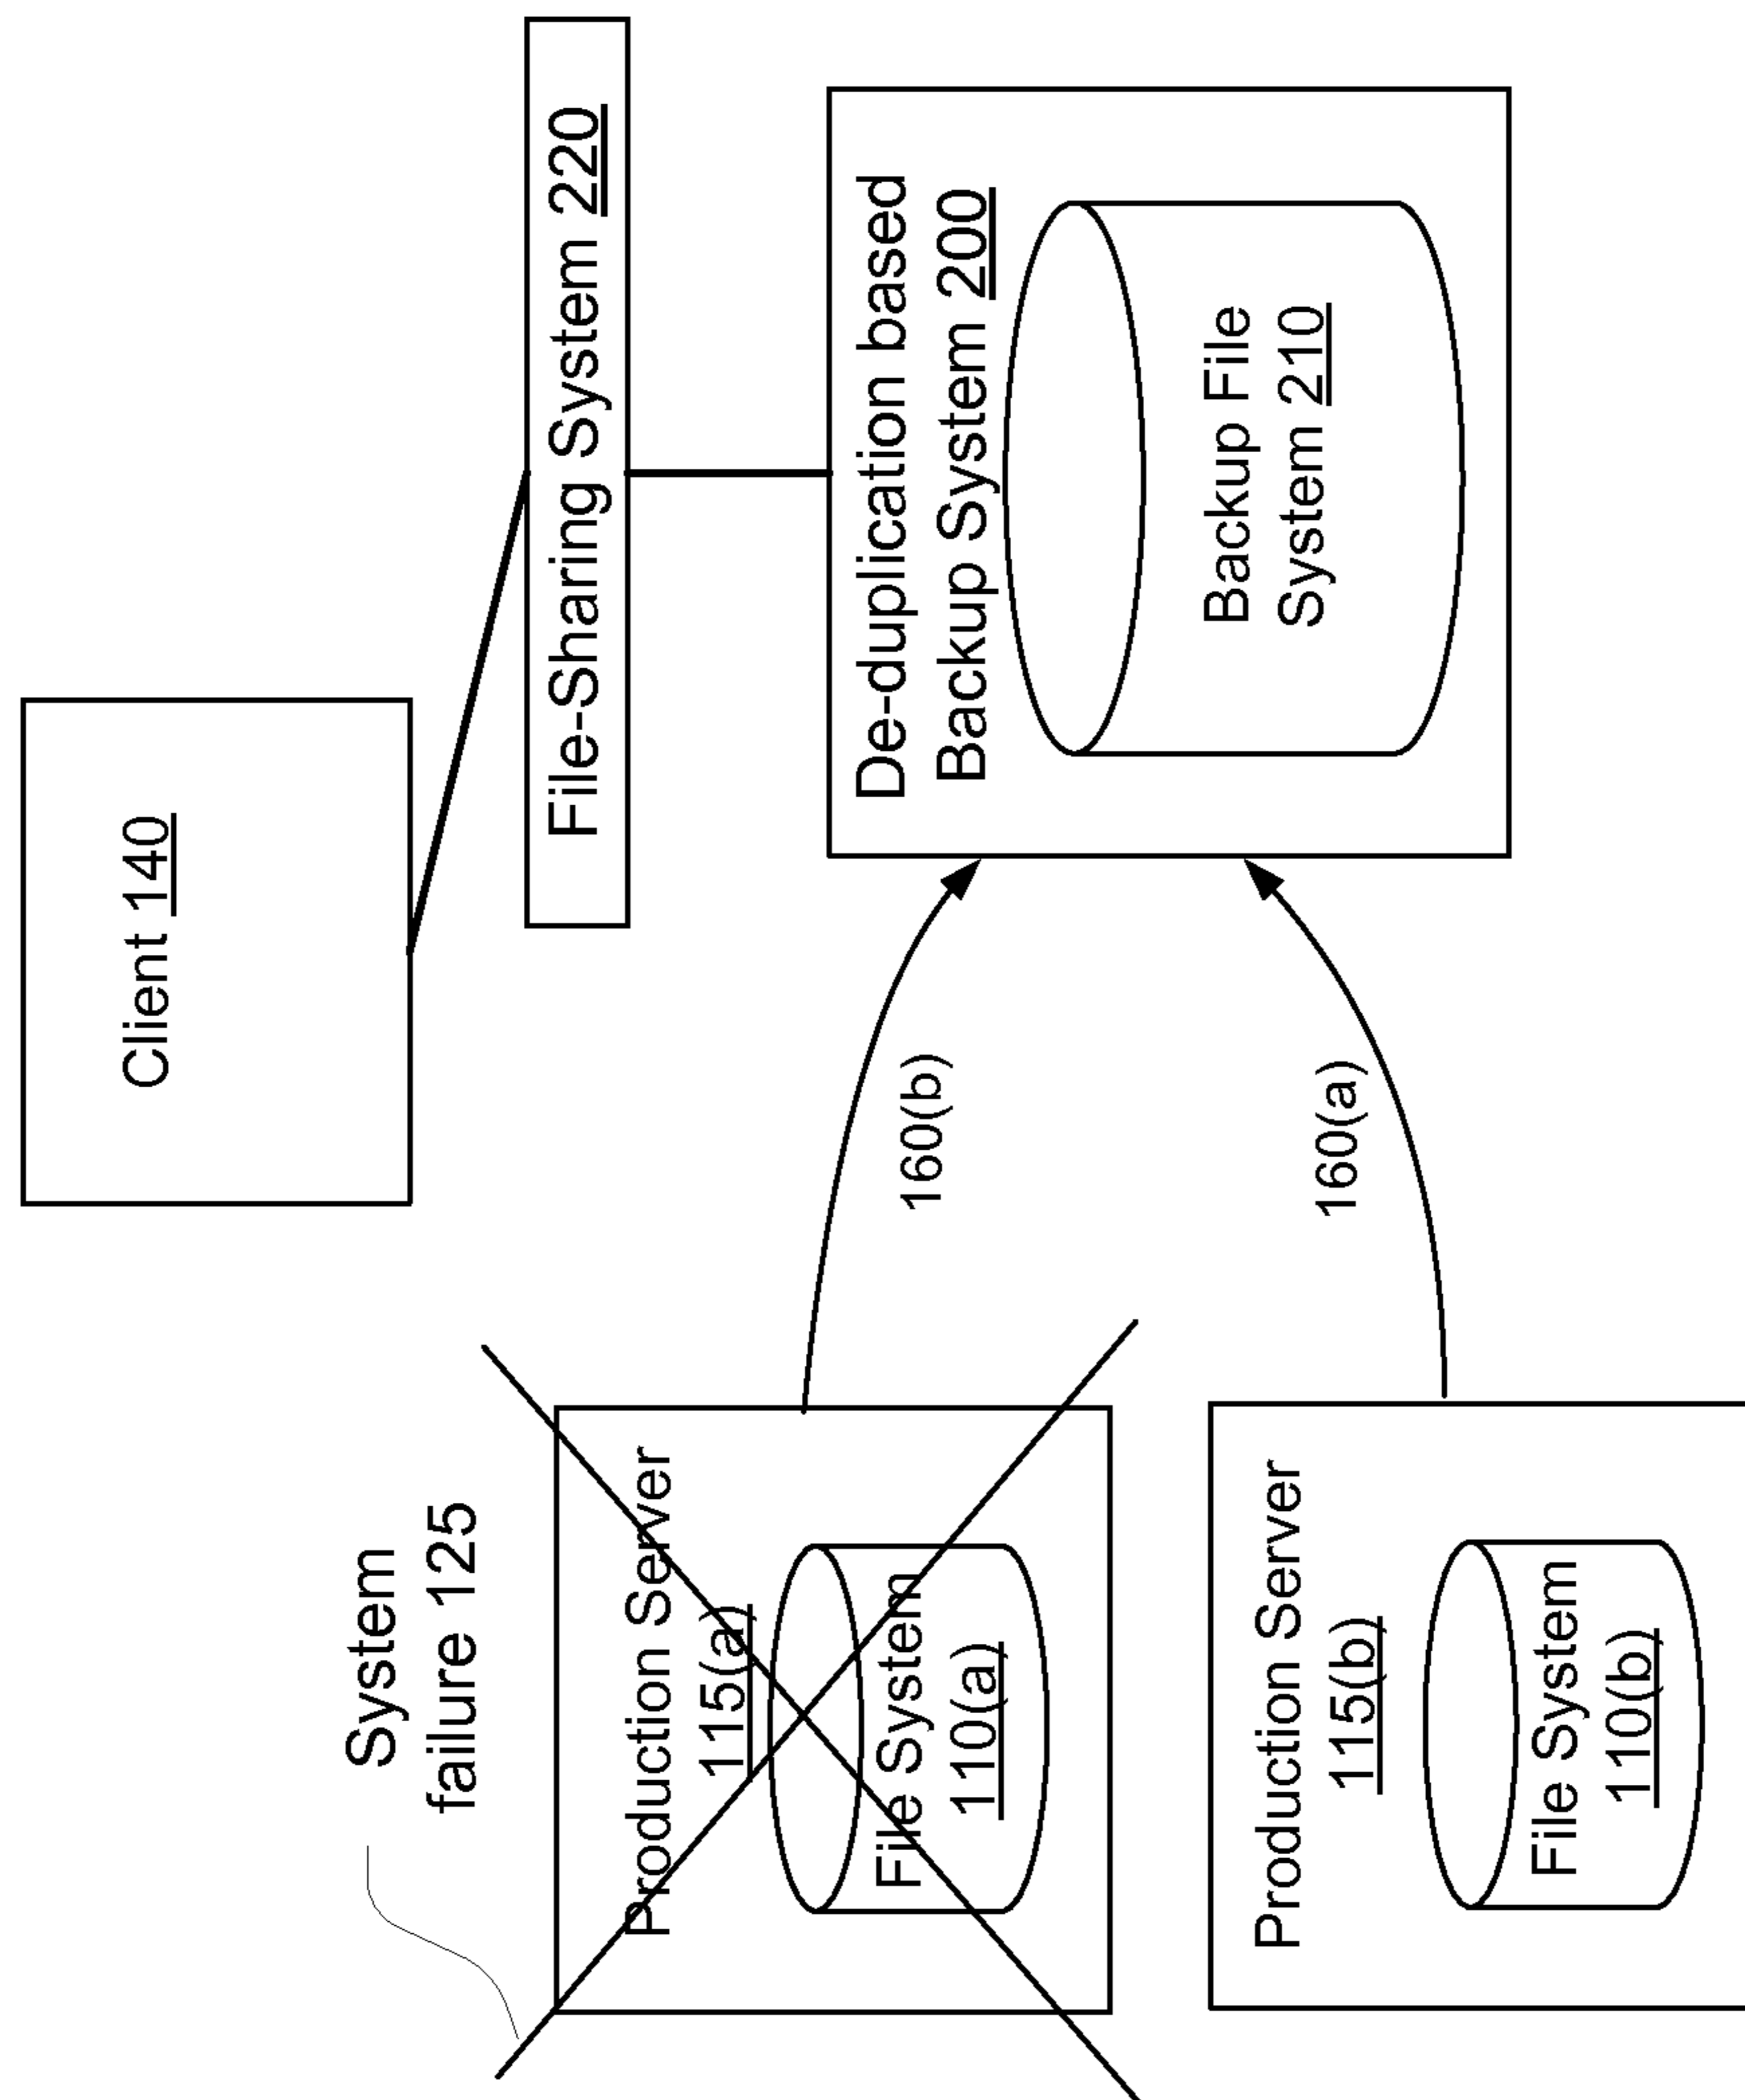 Client 140
File-Sharing System 220
De-duplication based
Backup System 200
Backup File
System 210
160(b)
160(a)
System
failure 125
Production Server
115(a)
File System
110(a)
Production Server
115(b)
File System
110(b)